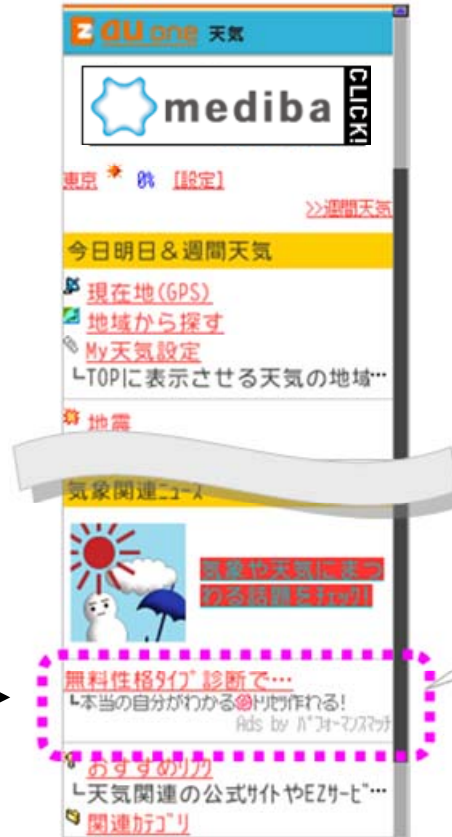 EZ au one 天気
mediba
CLICK!
東京 0% [設定]
>>週間天気
今日明日＆週間天気
現在地(GPS)
地域から探す
My天気設定
┗TOPに表示させる天気の地域…
地震
気象関連ﾆｭｰｽ
気象や天気にまつ
わる話題をﾁｪｯｸ!
無料性格ﾀｲﾌﾟ診断で…
┗本当の自分がわかる ﾄﾘｾﾂ作れる!
Ads by ﾊﾟﾌｫｰﾏﾝｽﾏｯﾁ
おすすめﾘﾝｸ
┗天気関連の公式ｻｲﾄやEZｻｰﾋﾞ…
関連ｶﾃｺﾞﾘ